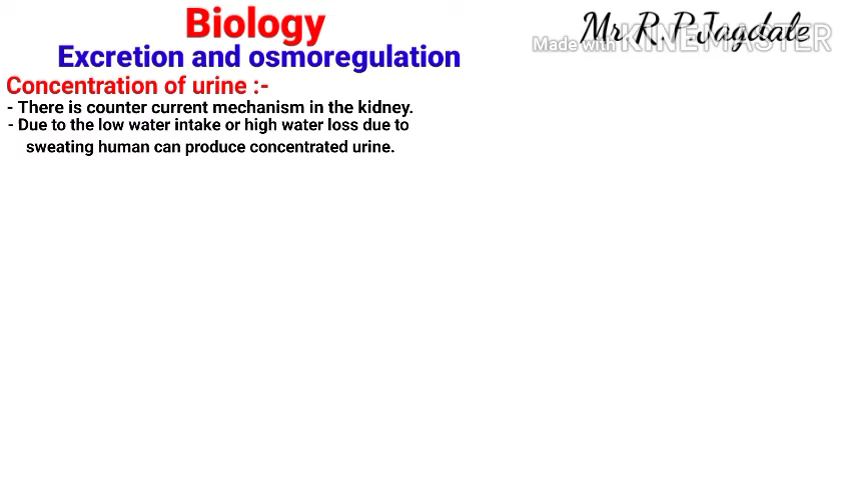 Biology
Mr.R.P.Jagdale
Made with KINEMASTER
Excretion and osmoregulation
Concentration of urine :-
- There is counter current mechanism in the kidney.
- Due to the low water intake or high water loss due to
sweating human can produce concentrated urine.